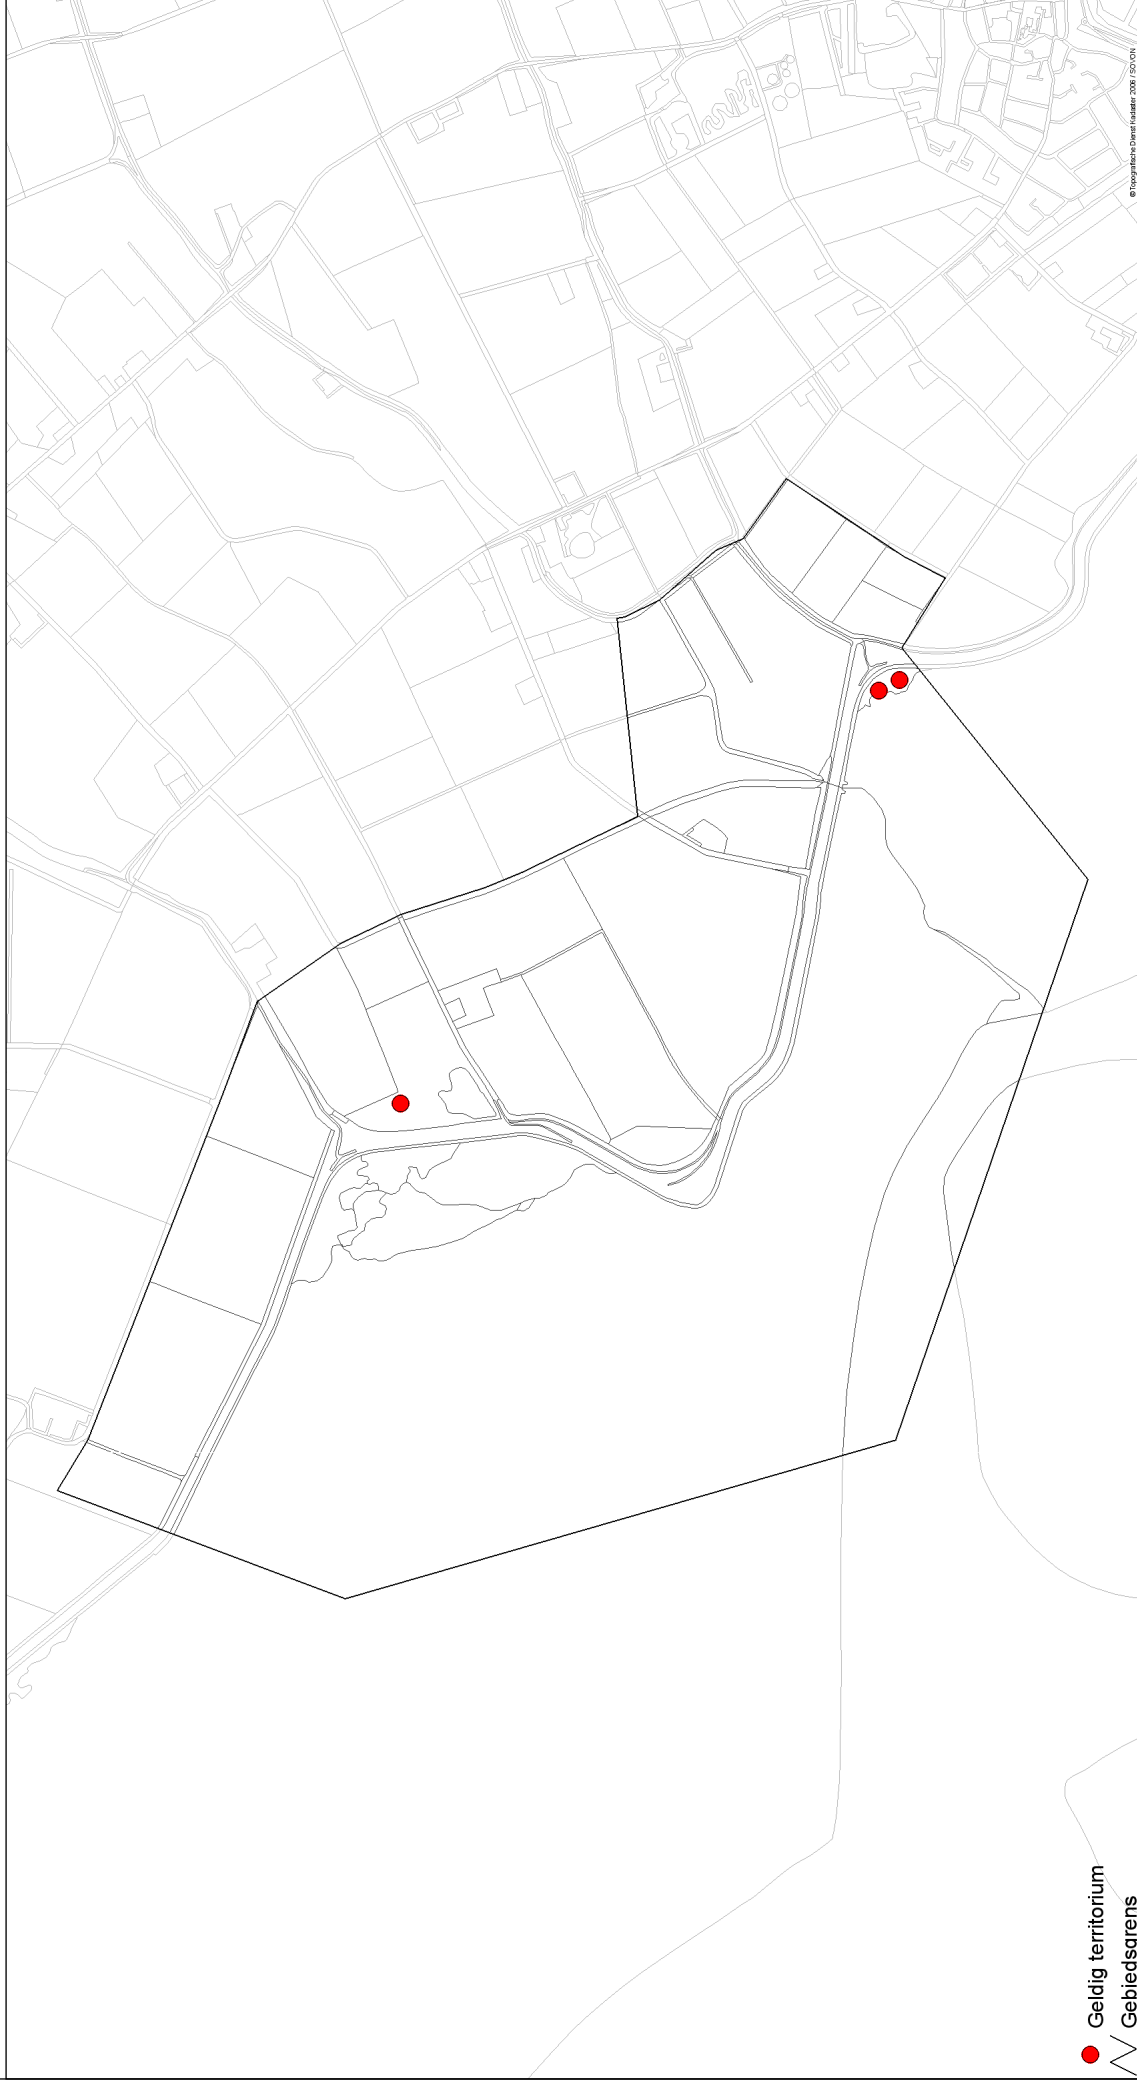 © Topografische Dienst Kadaster 2006 / SOVON
Geldig territorium
Gebiedsgrens